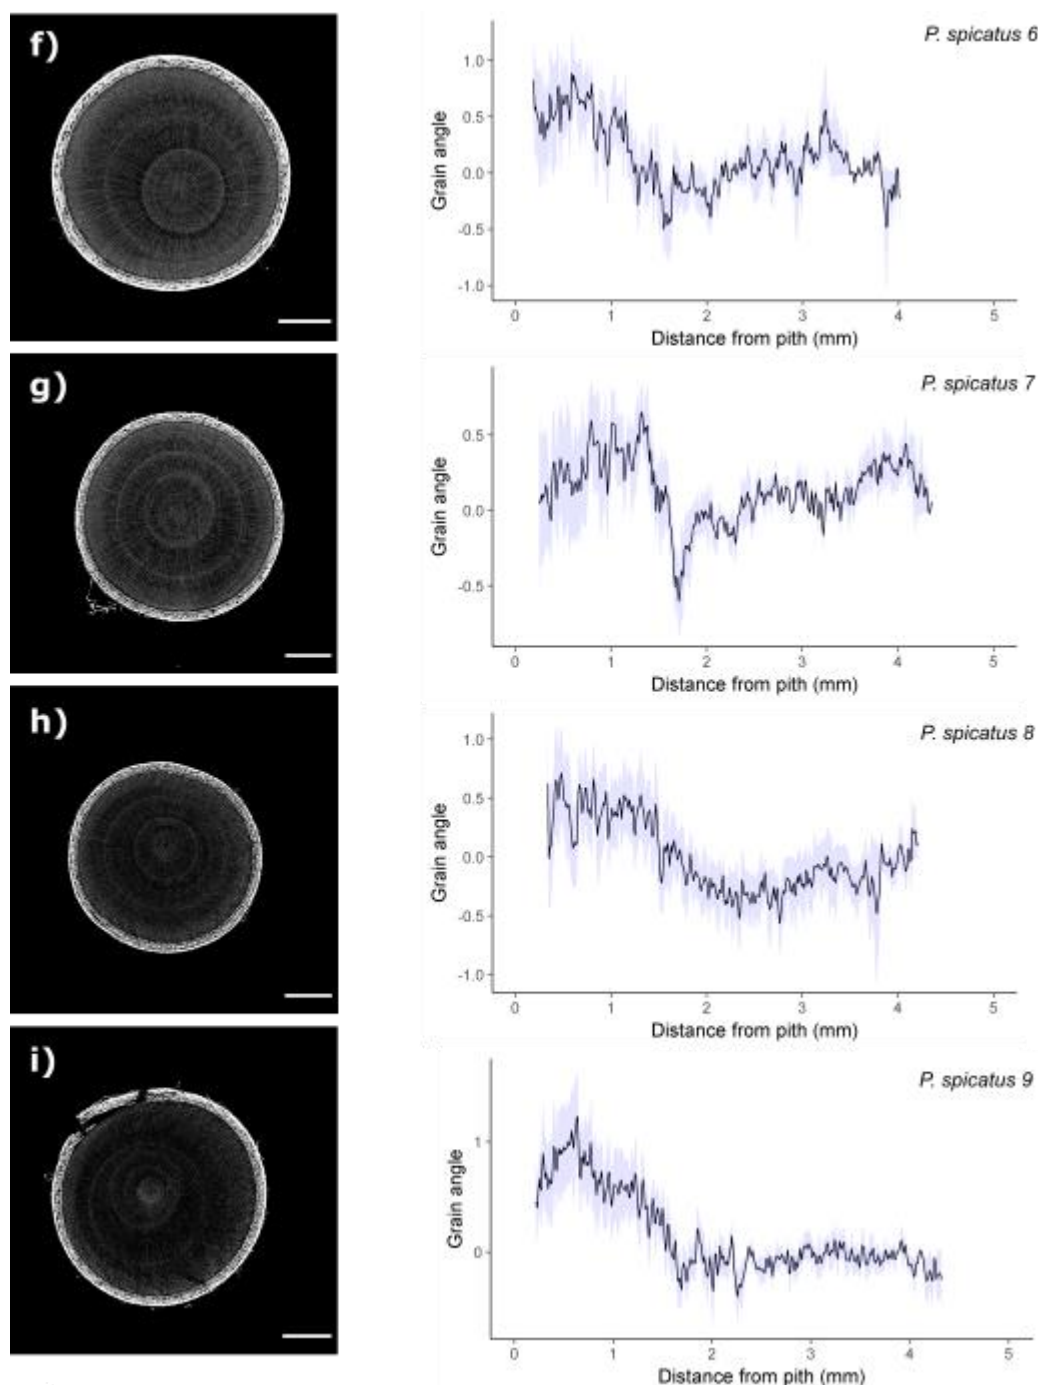 f)
P. spicatus 6
1.0
0.5
0.0
-0.5
-1.0
Grain angle
0 1 2 3 4 5
Distance from pith (mm)
g)
P. spicatus 7
0.5
0.0
-0.5
Grain angle
0 1 2 3 4 5
Distance from pith (mm)
h)
P. spicatus 8
1.0
0.5
0.0
-0.5
-1.0
Grain angle
0 1 2 3 4 5
Distance from pith (mm)
i)
P. spicatus 9
1
0
Grain angle
0 1 2 3 4 5
Distance from pith (mm)